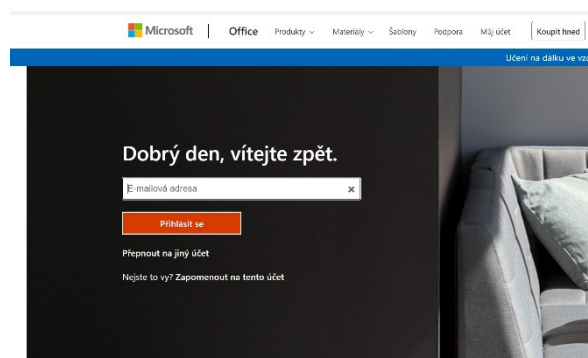 Microsoft | Office Produkty Materiály Šablony Podpora Můj účet Koupit hned
Učení na dálku ve vzd
Dobrý den, vítejte zpět.
E-mailová adresa
Přihlásit se
Přepnout na jiný účet
Nejste to vy? Zapomenout na tento účet